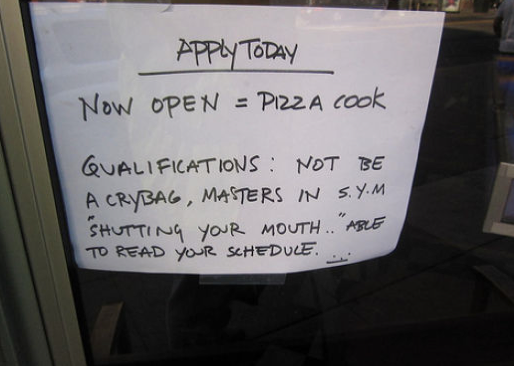 APPLY TODAY
NOW OPEN = PIZZA COOK
QUALIFICATIONS: NOT BE
A CRYBAG, MASTERS IN S.Y.M
"SHUTTING YOUR MOUTH.." ABLE
TO READ YOUR SCHEDULE.